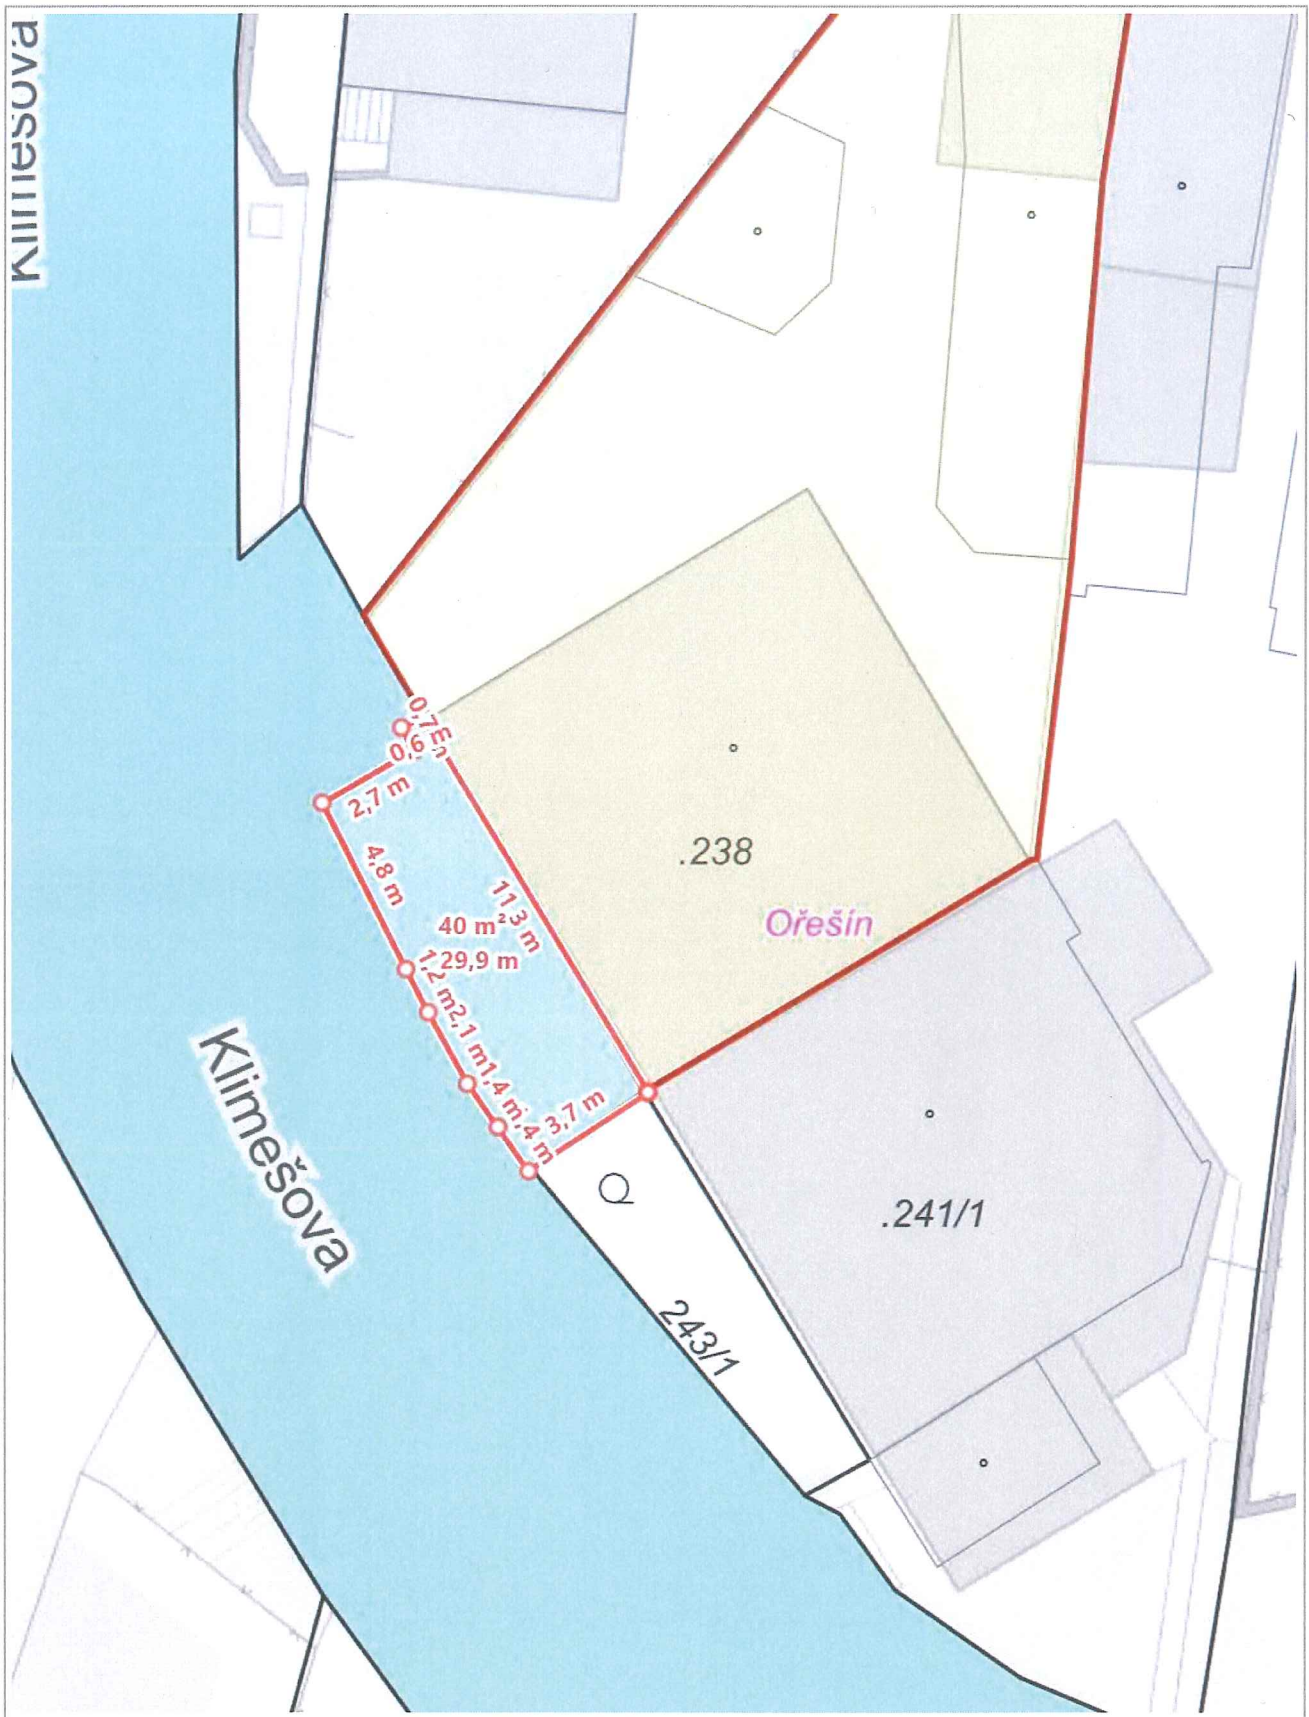 Klimešova
0,7
0,6
2,7 m
4,8 m
11,3 m
40 m²
29,9 m
1,2 m
2,1 m
1,4 m
1,4 m
3,7 m
.238
Ořešín
Klimešova
.241/1
243/1